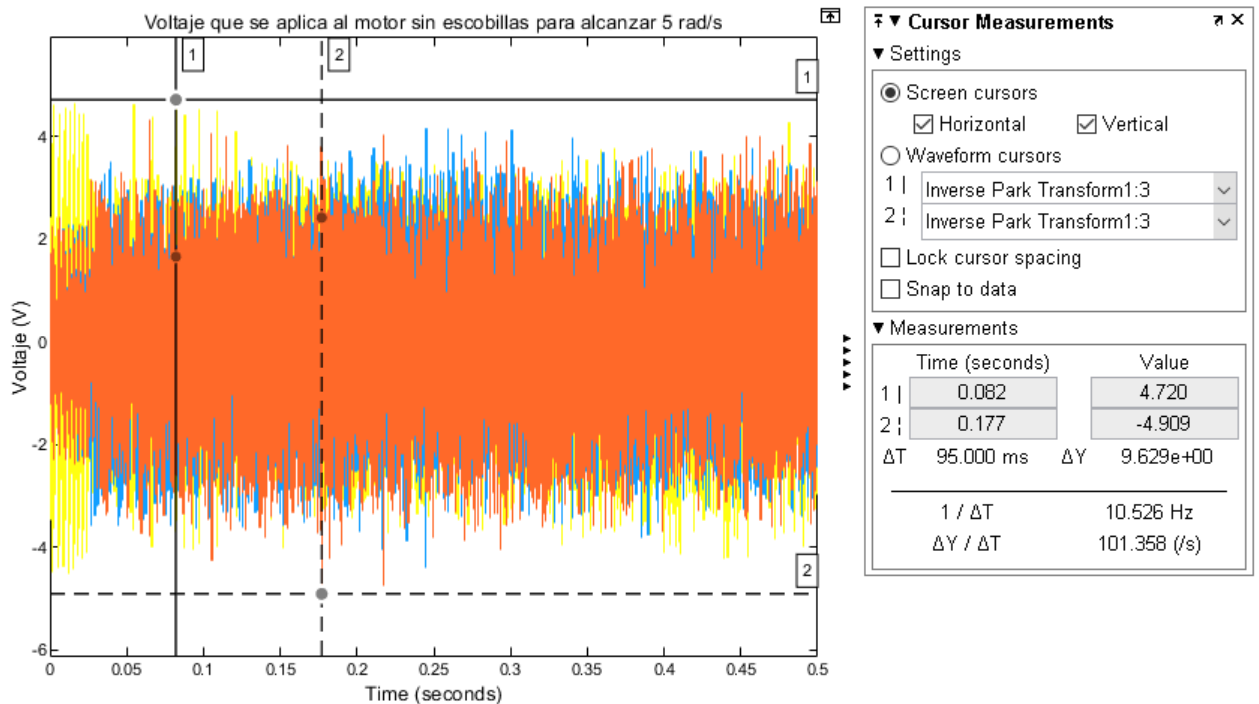 Voltaje que se aplica al motor sin escobillas para alcanzar 5 rad/s
1
2
1
2
4
2
0
-2
-4
-6
Voltaje (V)
0
0.05
0.1
0.15
0.2
0.25
0.3
0.35
0.4
0.45
0.5
Time (seconds)
Cursor Measurements
Settings
Screen cursors
Horizontal Vertical
Waveform cursors
1 | Inverse Park Transform1:3
2 ¦ Inverse Park Transform1:3
Lock cursor spacing
Snap to data
Measurements
Time (seconds) Value
1 | 0.082 4.720
2 ¦ 0.177 -4.909
ΔT 95.000 ms ΔY 9.629e+00
1 / ΔT 10.526 Hz
ΔY / ΔT 101.358 (/s)